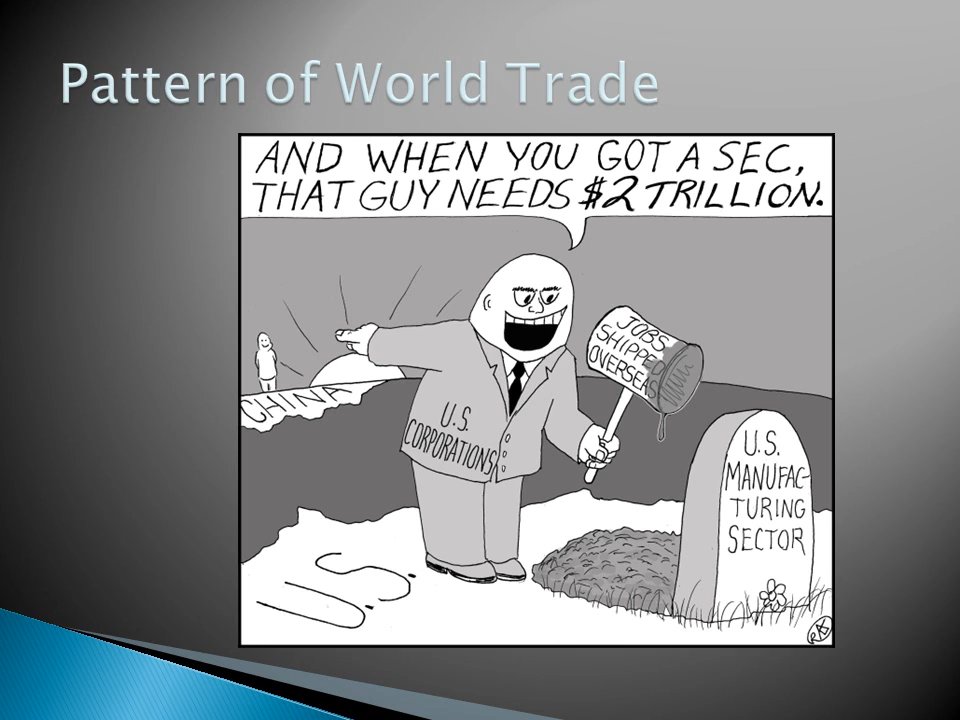 Pattern of World Trade
AND WHEN YOU GOT A SEC,
THAT GUY NEEDS $2 TRILLION.
JOBS
SHIPPED
OVERSEAS
CHINA
U.S.
CORPORATIONS
U.S.
MANUFAC-
TURING
SECTOR
U.S.